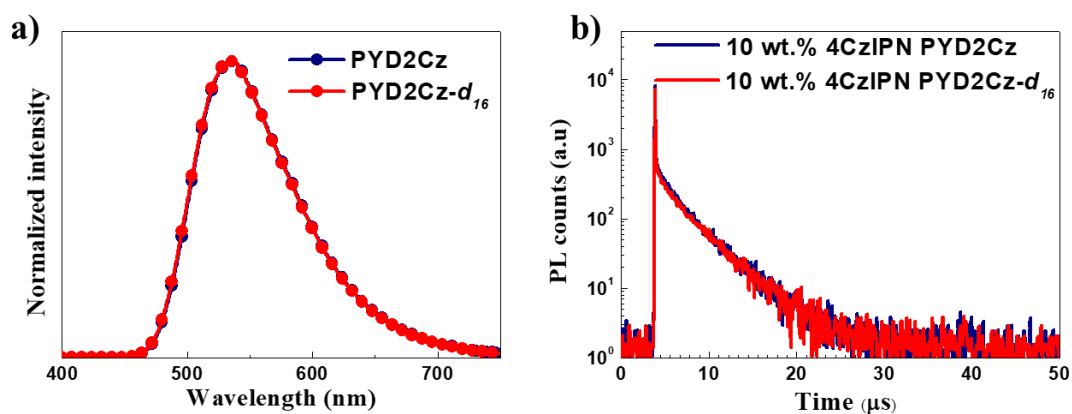 a)
PYD2Cz
PYD2Cz-d16
Normalized intensity
400 500 600 700
Wavelength (nm)
b)
10 wt.% 4CzIPN PYD2Cz
10 wt.% 4CzIPN PYD2Cz-d16
PL counts (a.u)
10^4
10^3
10^2
10^1
10^0
0 10 20 30 40 50
Time (μs)